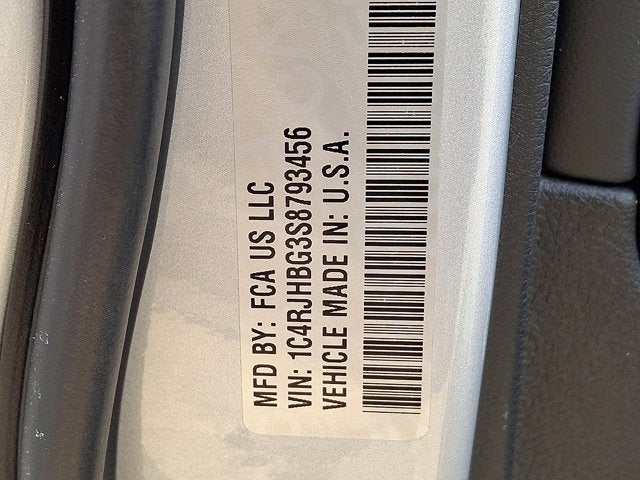 MFD BY: FCA US LLC
VIN: 1C4RJHBG3S8793456
VEHICLE MADE IN: U.S.A.